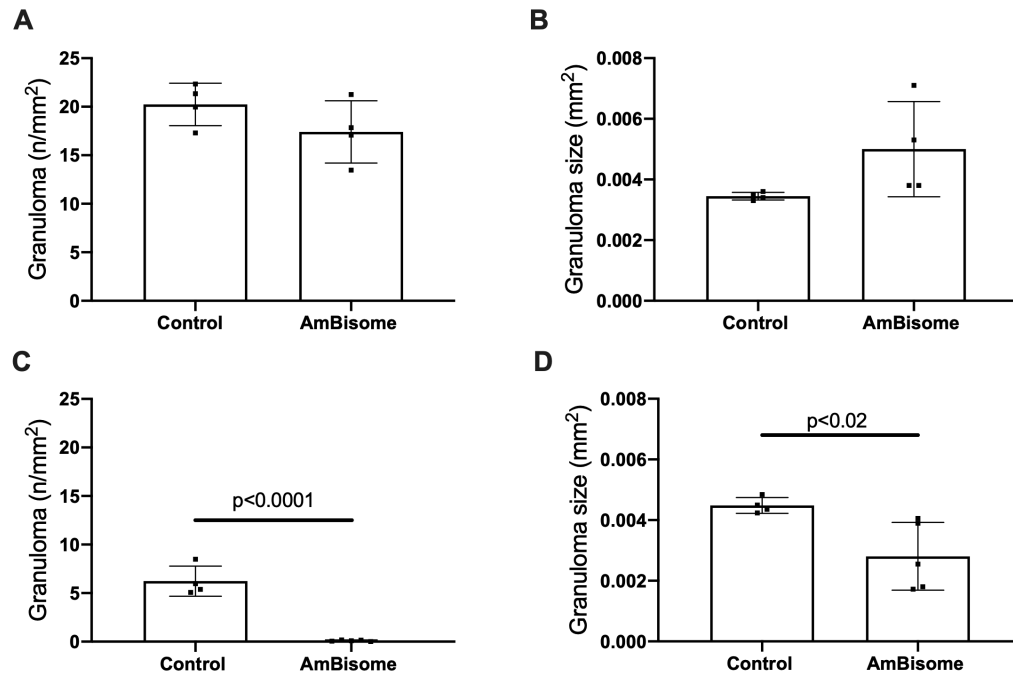 A
Granuloma (n/mm²)
25
20
15
10
5
0
Control
AmBisome
B
Granuloma size (mm²)
0.008
0.006
0.004
0.002
0.000
Control
AmBisome
C
Granuloma (n/mm²)
25
20
15
10
5
0
p<0.0001
Control
AmBisome
D
Granuloma size (mm²)
0.008
0.006
0.004
0.002
0.000
p<0.02
Control
AmBisome